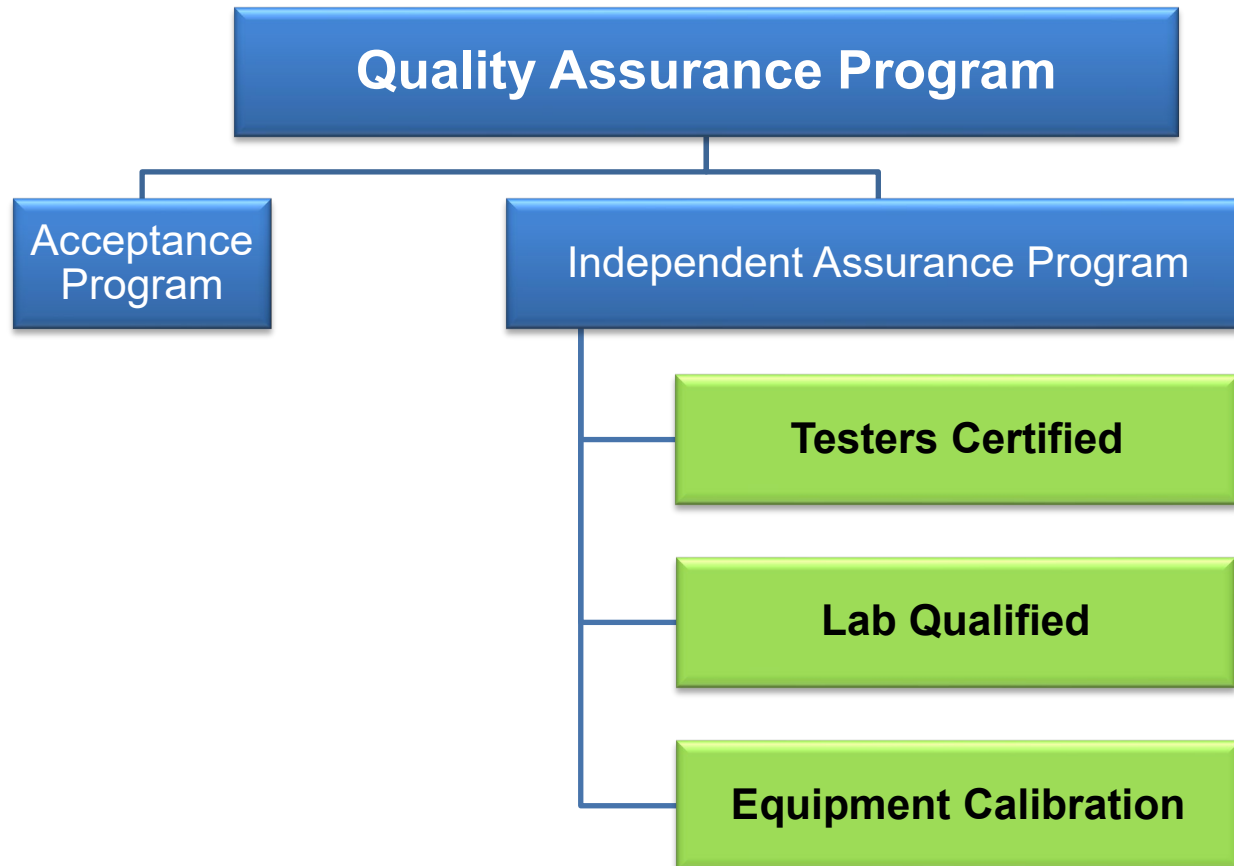 Quality Assurance Program
Acceptance
Program
Independent Assurance Program
Testers Certified
Lab Qualified
Equipment Calibration